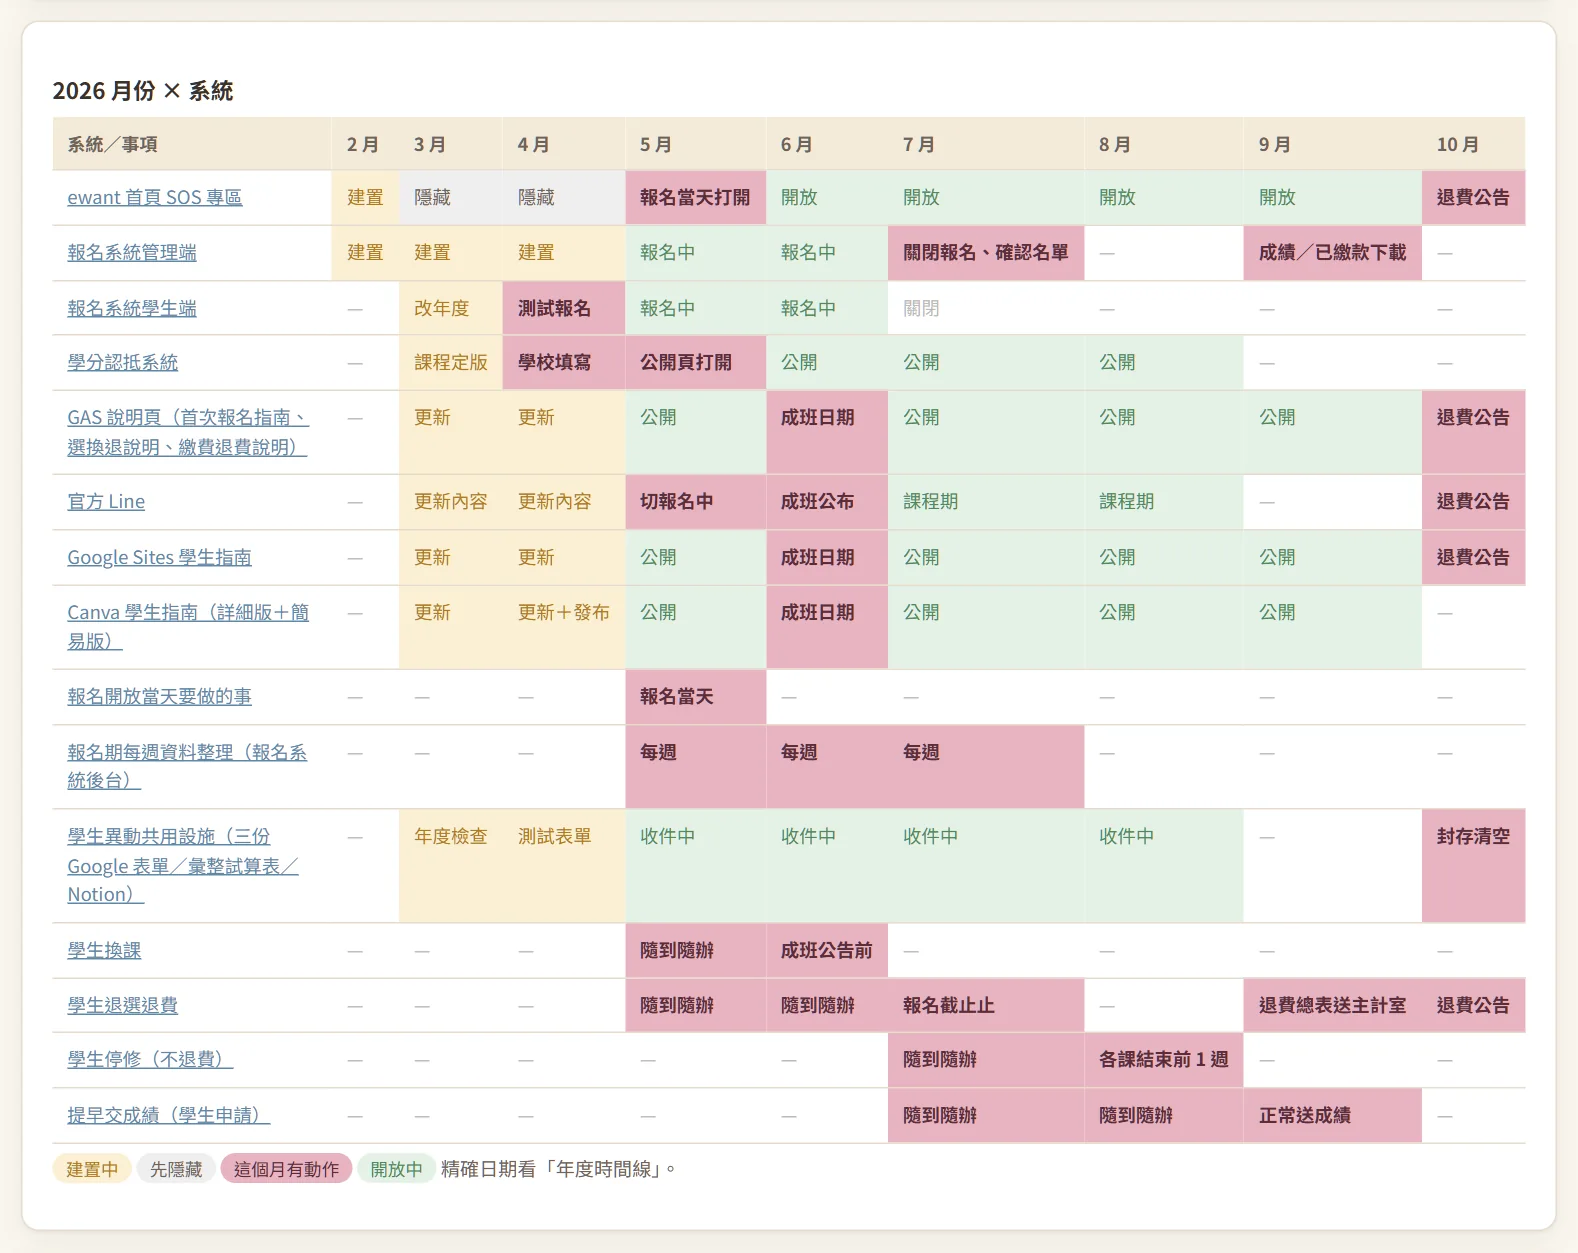 2026 月份 × 系統
系統／事項 2 月 3 月 4 月 5 月 6 月 7 月 8 月 9 月 10 月
ewant 首頁 SOS 專區 建置 隱藏 隱藏 報名當天打開 開放 開放 開放 開放 退費公告
報名系統管理端 建置 建置 建置 報名中 報名中 關閉報名、確認名單 — 成績／已繳款下載 —
報名系統學生端 — 改年度 測試報名 報名中 報名中 關閉 — — —
學分認抵系統 — 課程定版 學校填寫 公開頁打開 公開 公開 公開 — —
GAS 說明頁（首次報名指南、 — 更新 更新 公開 成班日期 公開 公開 公開 退費公告
選換退說明、繳費退費說明）
官方 Line — 更新內容 更新內容 切報名中 成班公布 課程期 課程期 — 退費公告
Google Sites 學生指南 — 更新 更新 公開 成班日期 公開 公開 公開 退費公告
Canva 學生指南（詳細版＋簡 — 更新 更新＋發布 公開 成班日期 公開 公開 公開 —
易版）
報名開放當天要做的事 — — — 報名當天 — — — — —
報名期每週資料整理（報名系 — — — 每週 每週 每週 — — —
統後台）
學生異動共用設施（三份 — 年度檢查 測試表單 收件中 收件中 收件中 收件中 — 封存清空
Google 表單／彙整試算表／
Notion）
學生換課 — — — 隨到隨辦 成班公告前 — — — —
學生退選退費 — — — 隨到隨辦 隨到隨辦 報名截止止 — 退費總表送主計室 退費公告
學生停修（不退費） — — — — — 隨到隨辦 各課結束前 1 週 — —
提早交成績（學生申請） — — — — — 隨到隨辦 隨到隨辦 正常送成績 —
建置中 先隱藏 這個月有動作 開放中 精確日期看「年度時間線」。